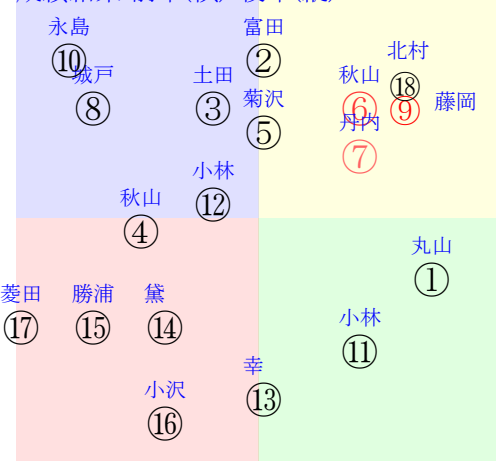 永島
富田
北村
⑩
城戸
土田
②
秋山
⑱
藤岡
⑧
③
菊沢
⑥
⑨
⑤
丹内
⑦
小林
秋山
⑫
④
丸山
①
菱田
勝浦
黛
小林
⑰
⑮
⑭
⑪
幸
小沢
⑬
⑯